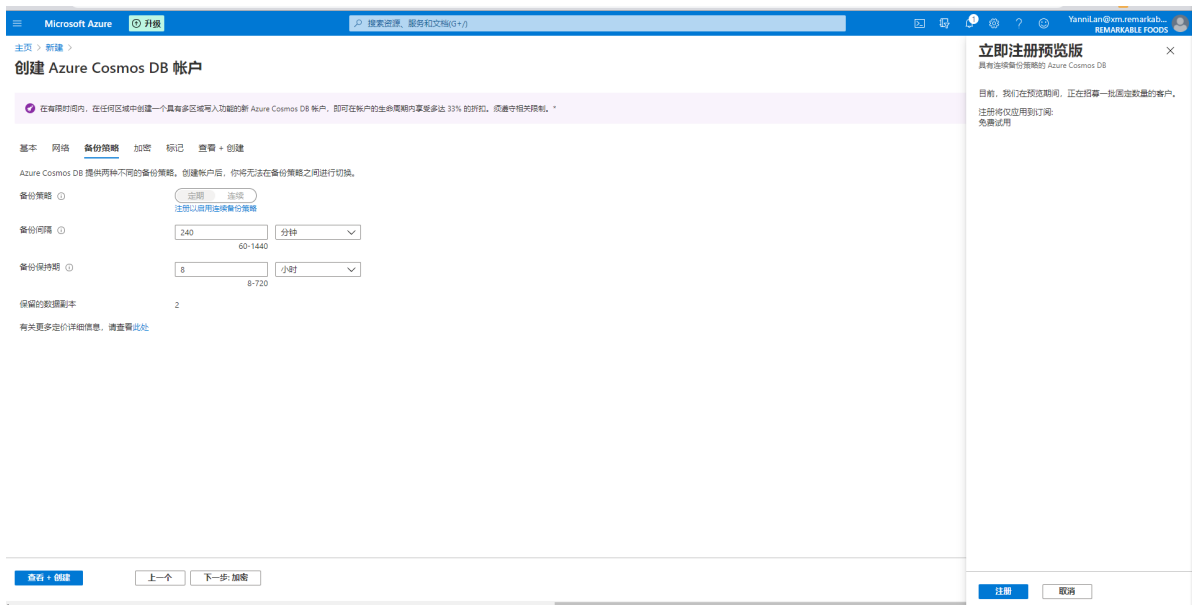 Microsoft Azure
升级
搜索资源、服务和文档(G+/)
1
YanniLan@xm.remarkab...
REMARKABLE FOODS
主页 > 新建 >
创建 Azure Cosmos DB 帐户
在有限时间内，在任何区域中创建一个具有多区域写入功能的新 Azure Cosmos DB 帐户，即可在帐户的生命周期内享受多达 33% 的折扣。须遵守相关限制。*
基本 网络 备份策略 加密 标记 查看 + 创建
Azure Cosmos DB 提供两种不同的备份策略。创建帐户后，你将无法在备份策略之间进行切换。
备份策略 定期 连续
注册以启用连续备份策略
备份间隔 240 分钟
60-1440
备份保持期 8 小时
8-720
保留的数据副本 2
有关更多定价详细信息，请查看此处
查看 + 创建 上一个 下一步: 加密
立即注册预览版
具有连续备份策略的 Azure Cosmos DB
目前，我们在预览期间，正在招募一批固定数量的客户。
注册将仅应用到订阅:
免费试用
注册 取消